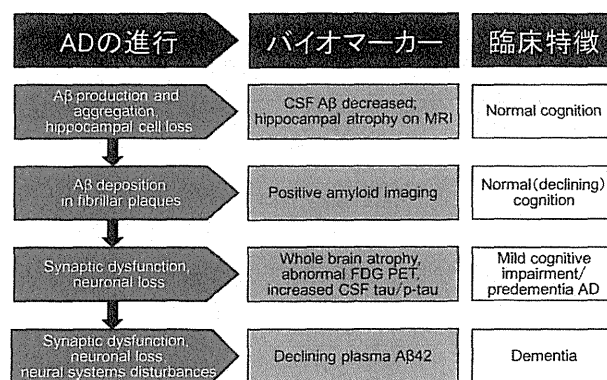 ADの進行
バイオマーカー
臨床特徴
Aβ production and
aggregation,
hippocampal cell loss
CSF Aβ decreased;
hippocampal atrophy on MRI
Normal cognition
Aβ deposition
in fibrillar plaques
Positive amyloid imaging
Normal(declining)
cognition
Synaptic dysfunction,
neuronal loss
Whole brain atrophy,
abnormal FDG PET,
increased CSF tau/p-tau
Mild cognitive
impairment/
predementia AD
Synaptic dysfunction,
neuronal loss,
neural systems disturbances
Declining plasma Aβ42
Dementia